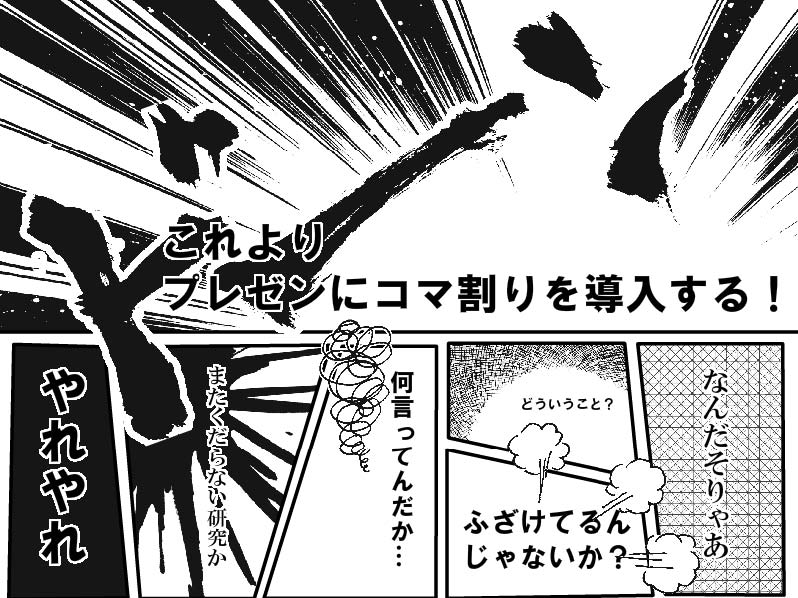 これより
プレゼンにコマ割りを導入する！
なんだそりゃあ
どういうこと？
ふざけてるん
じゃないか？
何言ってんだか…
またくだらない研究か
やれやれ